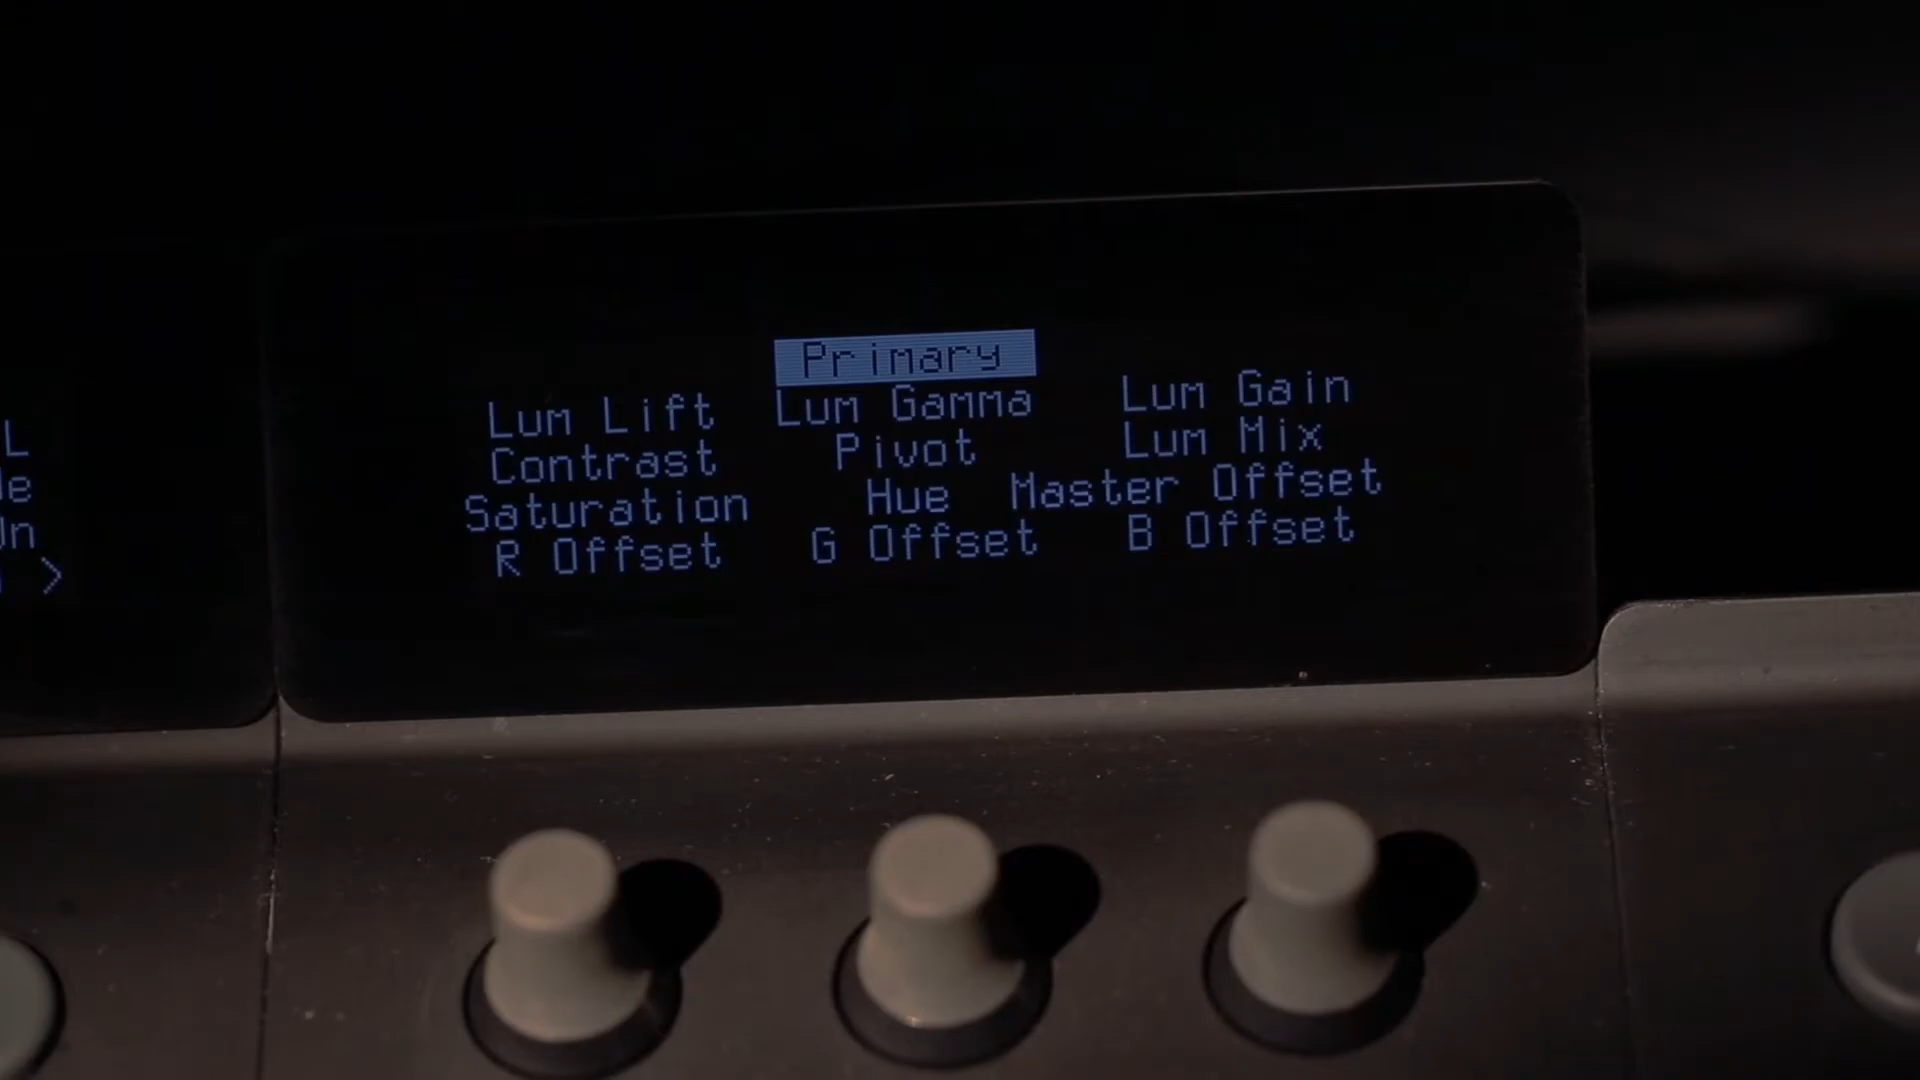 Primary
Lum Lift Lum Gamma Lum Gain
Contrast Pivot Lum Mix
Saturation Hue Master Offset
R Offset G Offset B Offset
L
>